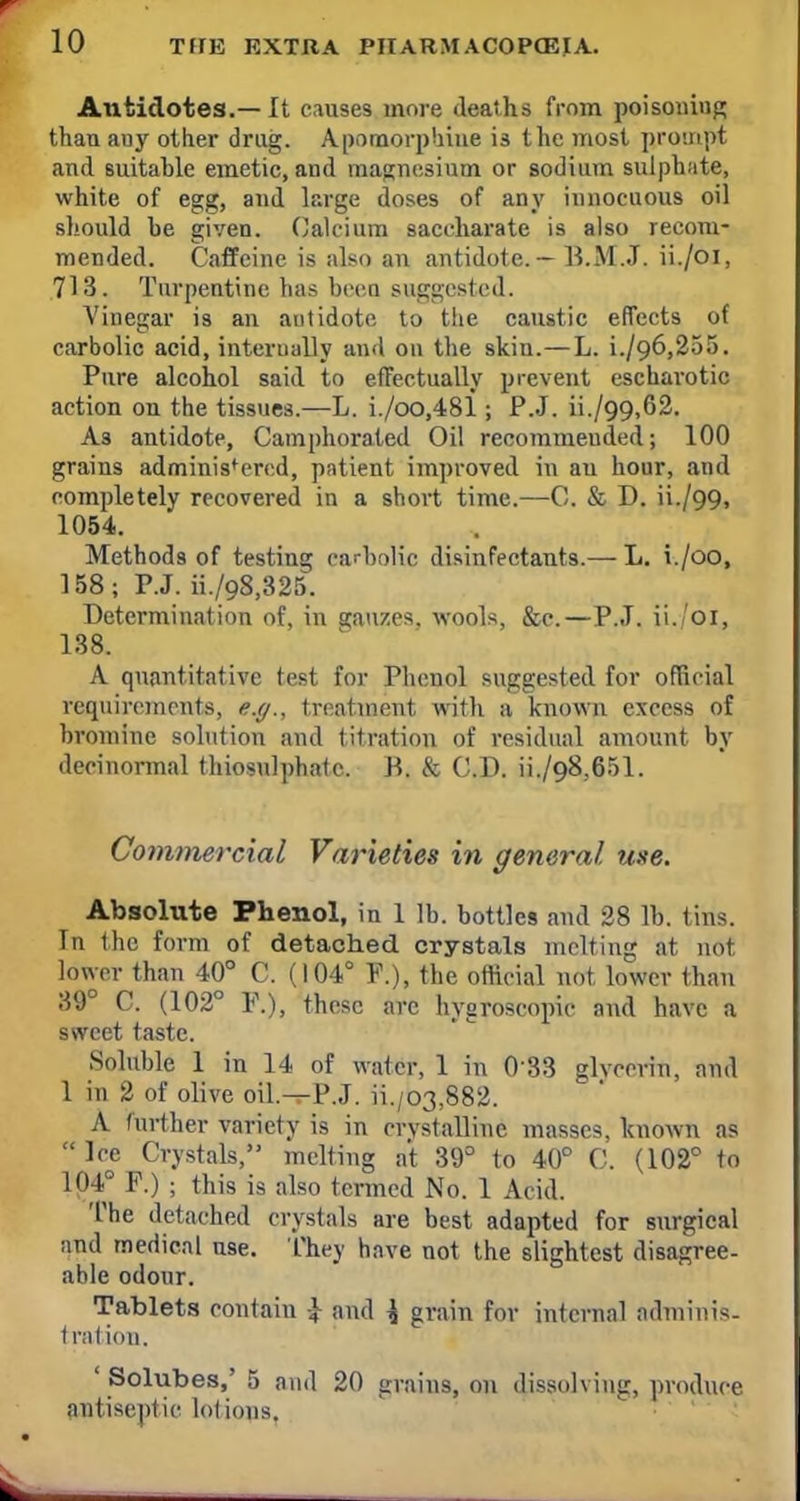 10 THE EXTRA PHARMACOPŒIA.
Antidotes.— It causes more deaths from poisoning
than any other drug. Apomorphine is the most prompt
and suitable emetic, and magnesium or sodium sulphate,
white of egg, and large doses of any innocuous oil
should be given. Calcium saccharate is also recom-
mended. Caffeine is also an antidote.— B.M.J. ii./01,
713. Turpentine has been suggested.
Vinegar is an antidote to the caustic effects of
carbolic acid, internally and on the skin.—L. i./96,255.
Pure alcohol said to effectually prevent escharotic
action on the tissues.—L. i./00,481; P.J. ii./99,62.
As antidote, Camphorated Oil recommended; 100
grains administered, patient improved in an hour, and
completely recovered in a short time.—C. & D. ii./99,
1054.
Methods of testing carbolic disinfectants.— L. i./00,
158; P.J. ii./98,325.
Determination of, in gauzes, wools, &c.—P.J. ii./01,
138.
A quantitative test for Phenol suggested for official
requirements, e.g., treatment with a known excess of
bromine solution and titration of residual amount by
decinormal thiosulphate. B. & C.D. ii./98,651.
Commercial Varieties in general use.
Absolute Phenol, in 1 lb. bottles and 28 lb. tins.
In the form of detached crystals melting at not
lower than 40° C. (104° F.), the official not lower than
39° C. (102° F.), these are hygroscopic and have a
sweet taste.
Soluble 1 in 14 of water, 1 in 0·33 glycerin, and
1 in 2 of olive oil.—P.J. ii./03,882.
A further variety is in crystalline masses, known as
“Ice Crystals,” melting at 39° to 40° C. (102° to
104° F.) ; this is also termed No. 1 Acid.
The detached crystals are best adapted for surgical
and medical use. They have not the slightest disagree-
able odour.
Tablets contain ¼ and ½ grain for internal adminis-
tration.
‘Solubes,’ 5 and 20 grains, on dissolving, produce
antiseptic lotions.